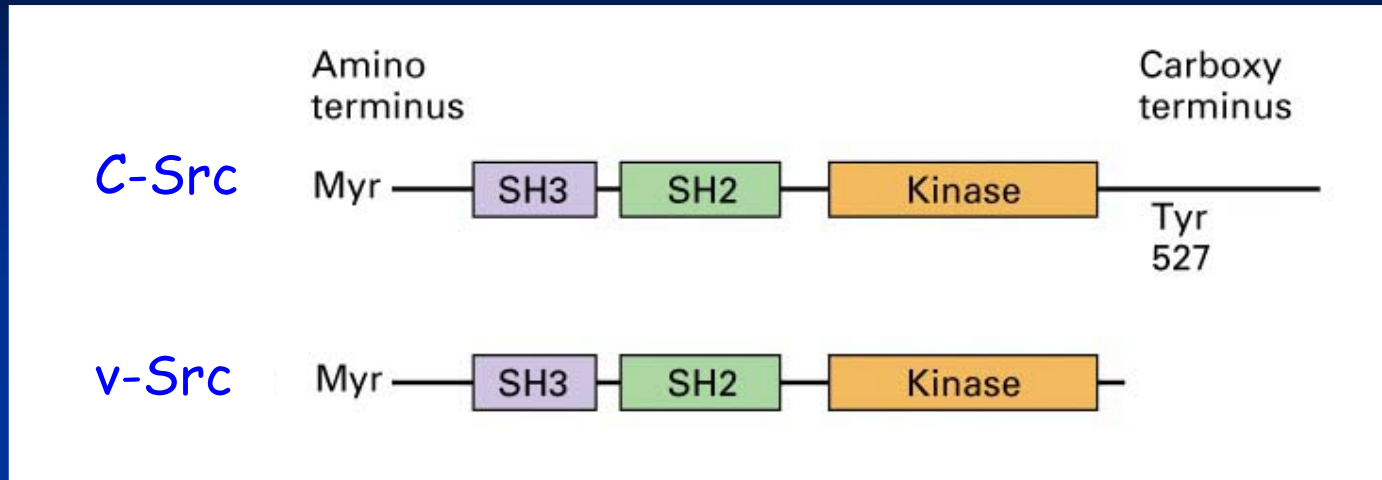 Amino
terminus
Carboxy
terminus
C-Src
Myr
SH3
SH2
Kinase
Tyr
527
v-Src
Myr
SH3
SH2
Kinase